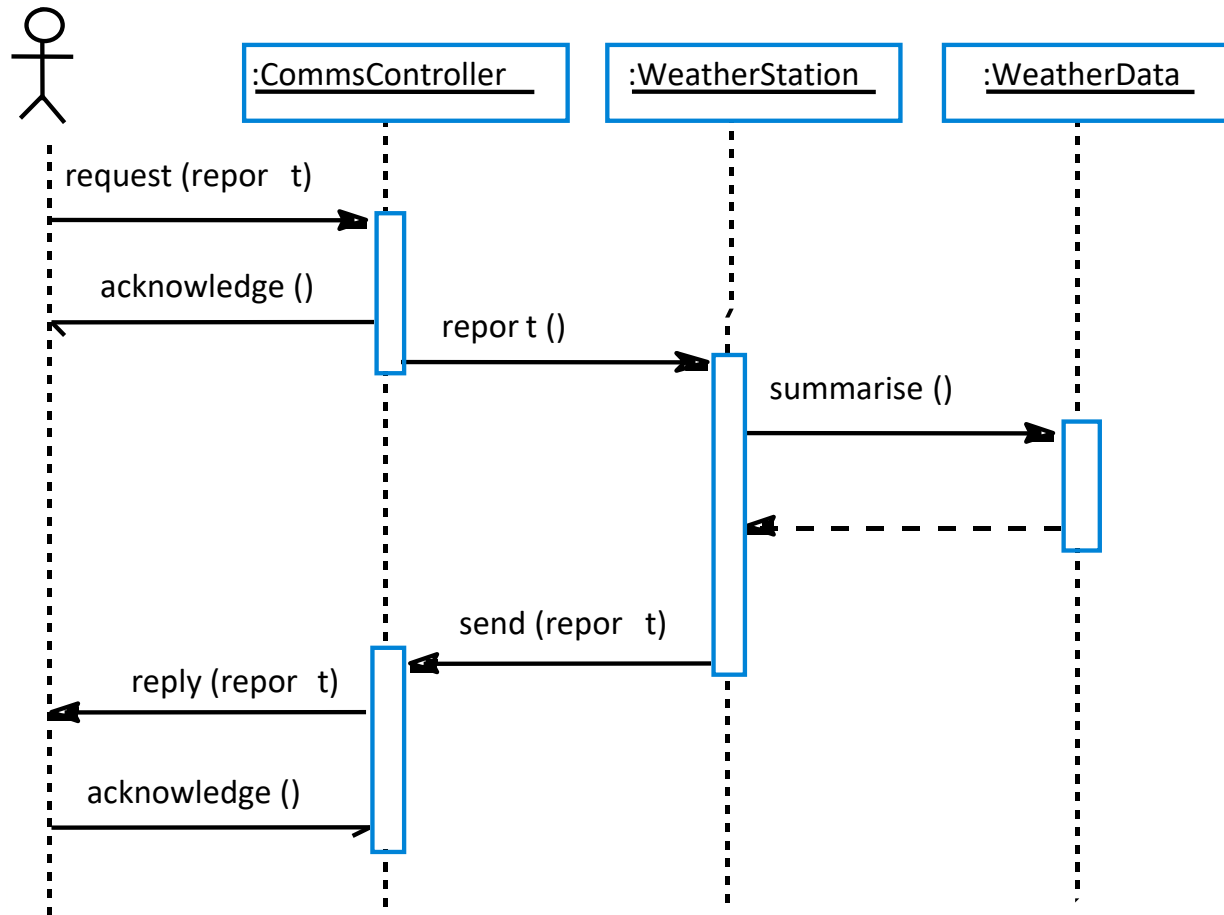 :CommsController
:WeatherStation
:WeatherData
request (repor t)
acknowledge ()
repor t ()
summarise ()
send (repor t)
reply (repor t)
acknowledge ()